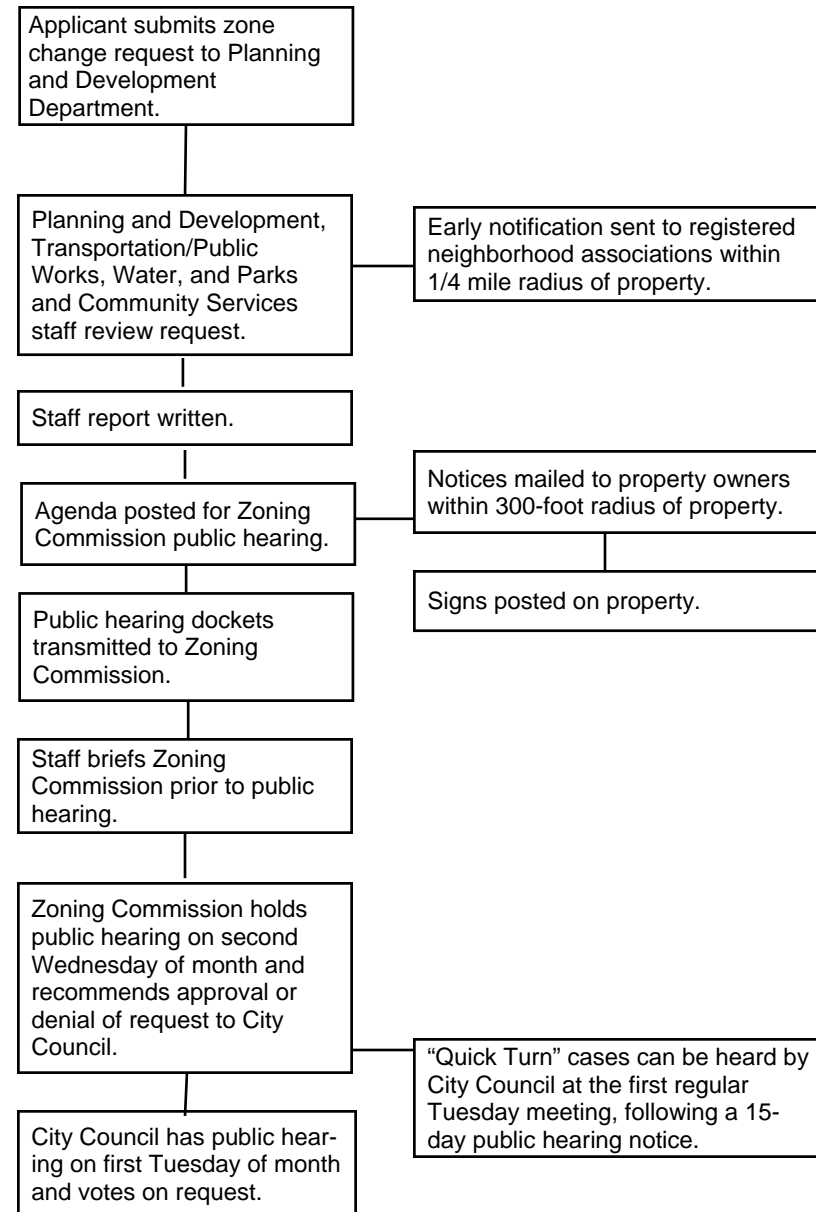 Applicant submits zone
change request to Planning
and Development
Department.
Planning and Development,
Transportation/Public
Works, Water, and Parks
and Community Services
staff review request.
Early notification sent to registered
neighborhood associations within
1/4 mile radius of property.
Staff report written.
Agenda posted for Zoning
Commission public hearing.
Notices mailed to property owners
within 300-foot radius of property.
Signs posted on property.
Public hearing dockets
transmitted to Zoning
Commission.
Staff briefs Zoning
Commission prior to public
hearing.
Zoning Commission holds
public hearing on second
Wednesday of month and
recommends approval or
denial of request to City
Council.
“Quick Turn” cases can be heard by
City Council at the first regular
Tuesday meeting, following a 15-
day public hearing notice.
City Council has public hear-
ing on first Tuesday of month
and votes on request.